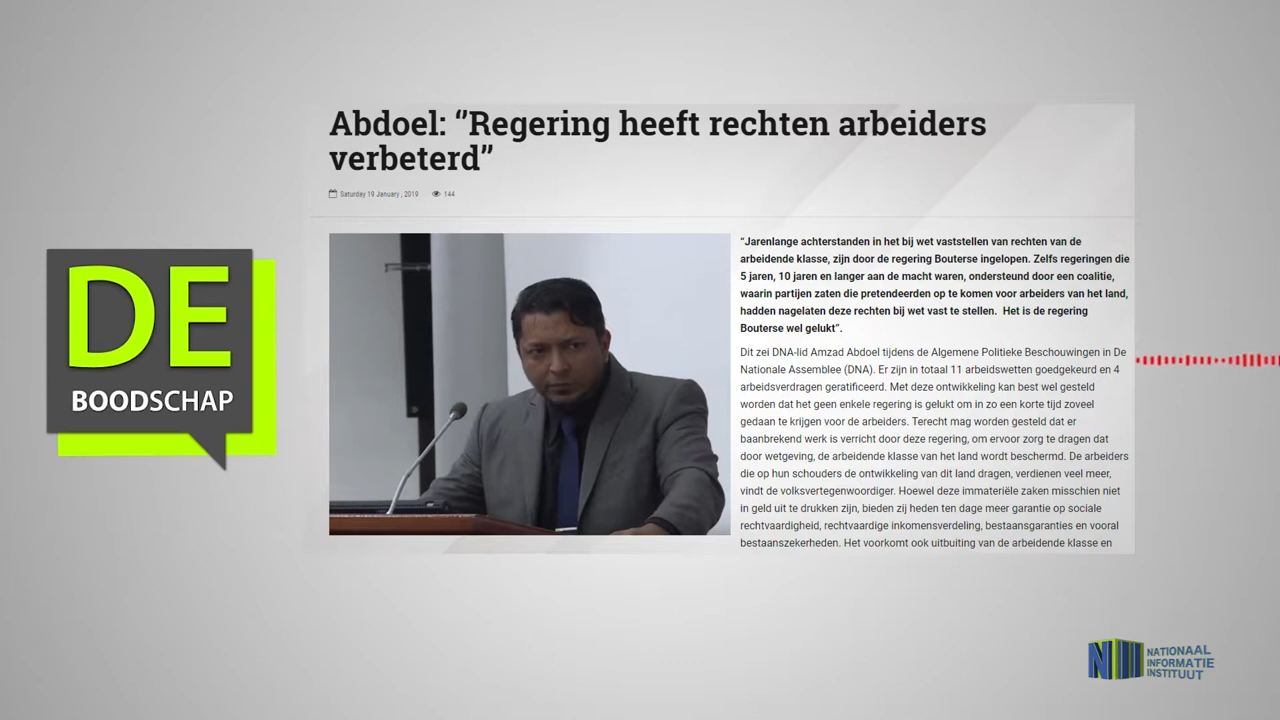 Abdoel: “Regering heeft rechten arbeiders
verbeterd”
Saturday 19 January , 2019 144
DE
BOODSCHAP
“Jarenlange achterstanden in het bij wet vaststellen van rechten van de
arbeidende klasse, zijn door de regering Bouterse ingelopen. Zelfs regeringen die
5 jaren, 10 jaren en langer aan de macht waren, ondersteund door een coalitie,
waarin partijen zaten die pretendeerden op te komen voor arbeiders van het land,
hadden nagelaten deze rechten bij wet vast te stellen. Het is de regering
Bouterse wel gelukt”.
Dit zei DNA-lid Amzad Abdoel tijdens de Algemene Politieke Beschouwingen in De
Nationale Assemblee (DNA). Er zijn in totaal 11 arbeidswetten goedgekeurd en 4
arbeidsverdragen geratificeerd. Met deze ontwikkeling kan best wel gesteld
worden dat het geen enkele regering is gelukt om in zo een korte tijd zoveel
gedaan te krijgen voor de arbeiders. Terecht mag worden gesteld dat er
baanbrekend werk is verricht door deze regering, om ervoor zorg te dragen dat
door wetgeving, de arbeidende klasse van het land wordt beschermd. De arbeiders
die op hun schouders de ontwikkeling van dit land dragen, verdienen veel meer,
vindt de volksvertegenwoordiger. Hoewel deze immateriële zaken misschien niet
in geld uit te drukken zijn, bieden zij heden ten dage meer garantie op sociale
rechtvaardigheid, rechtvaardige inkomensverdeling, bestaansgaranties en vooral
bestaanszekerheden. Het voorkomt ook uitbuiting van de arbeidende klasse en
NATIONAAL
INFORMATIE
INSTITUUT